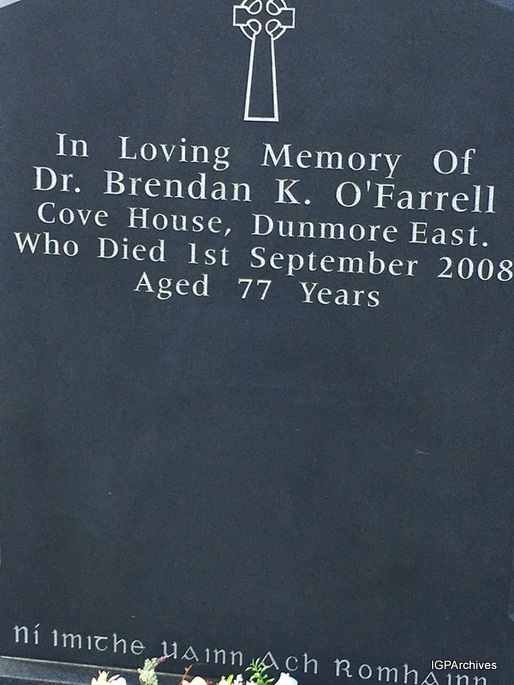 In Loving Memory Of
Dr. Brendan K. O'Farrell
Cove House, Dunmore East.
Who Died 1st September 2008
Aged 77 Years
ní Imithe uainn Ach Romhainn
IGPArchives